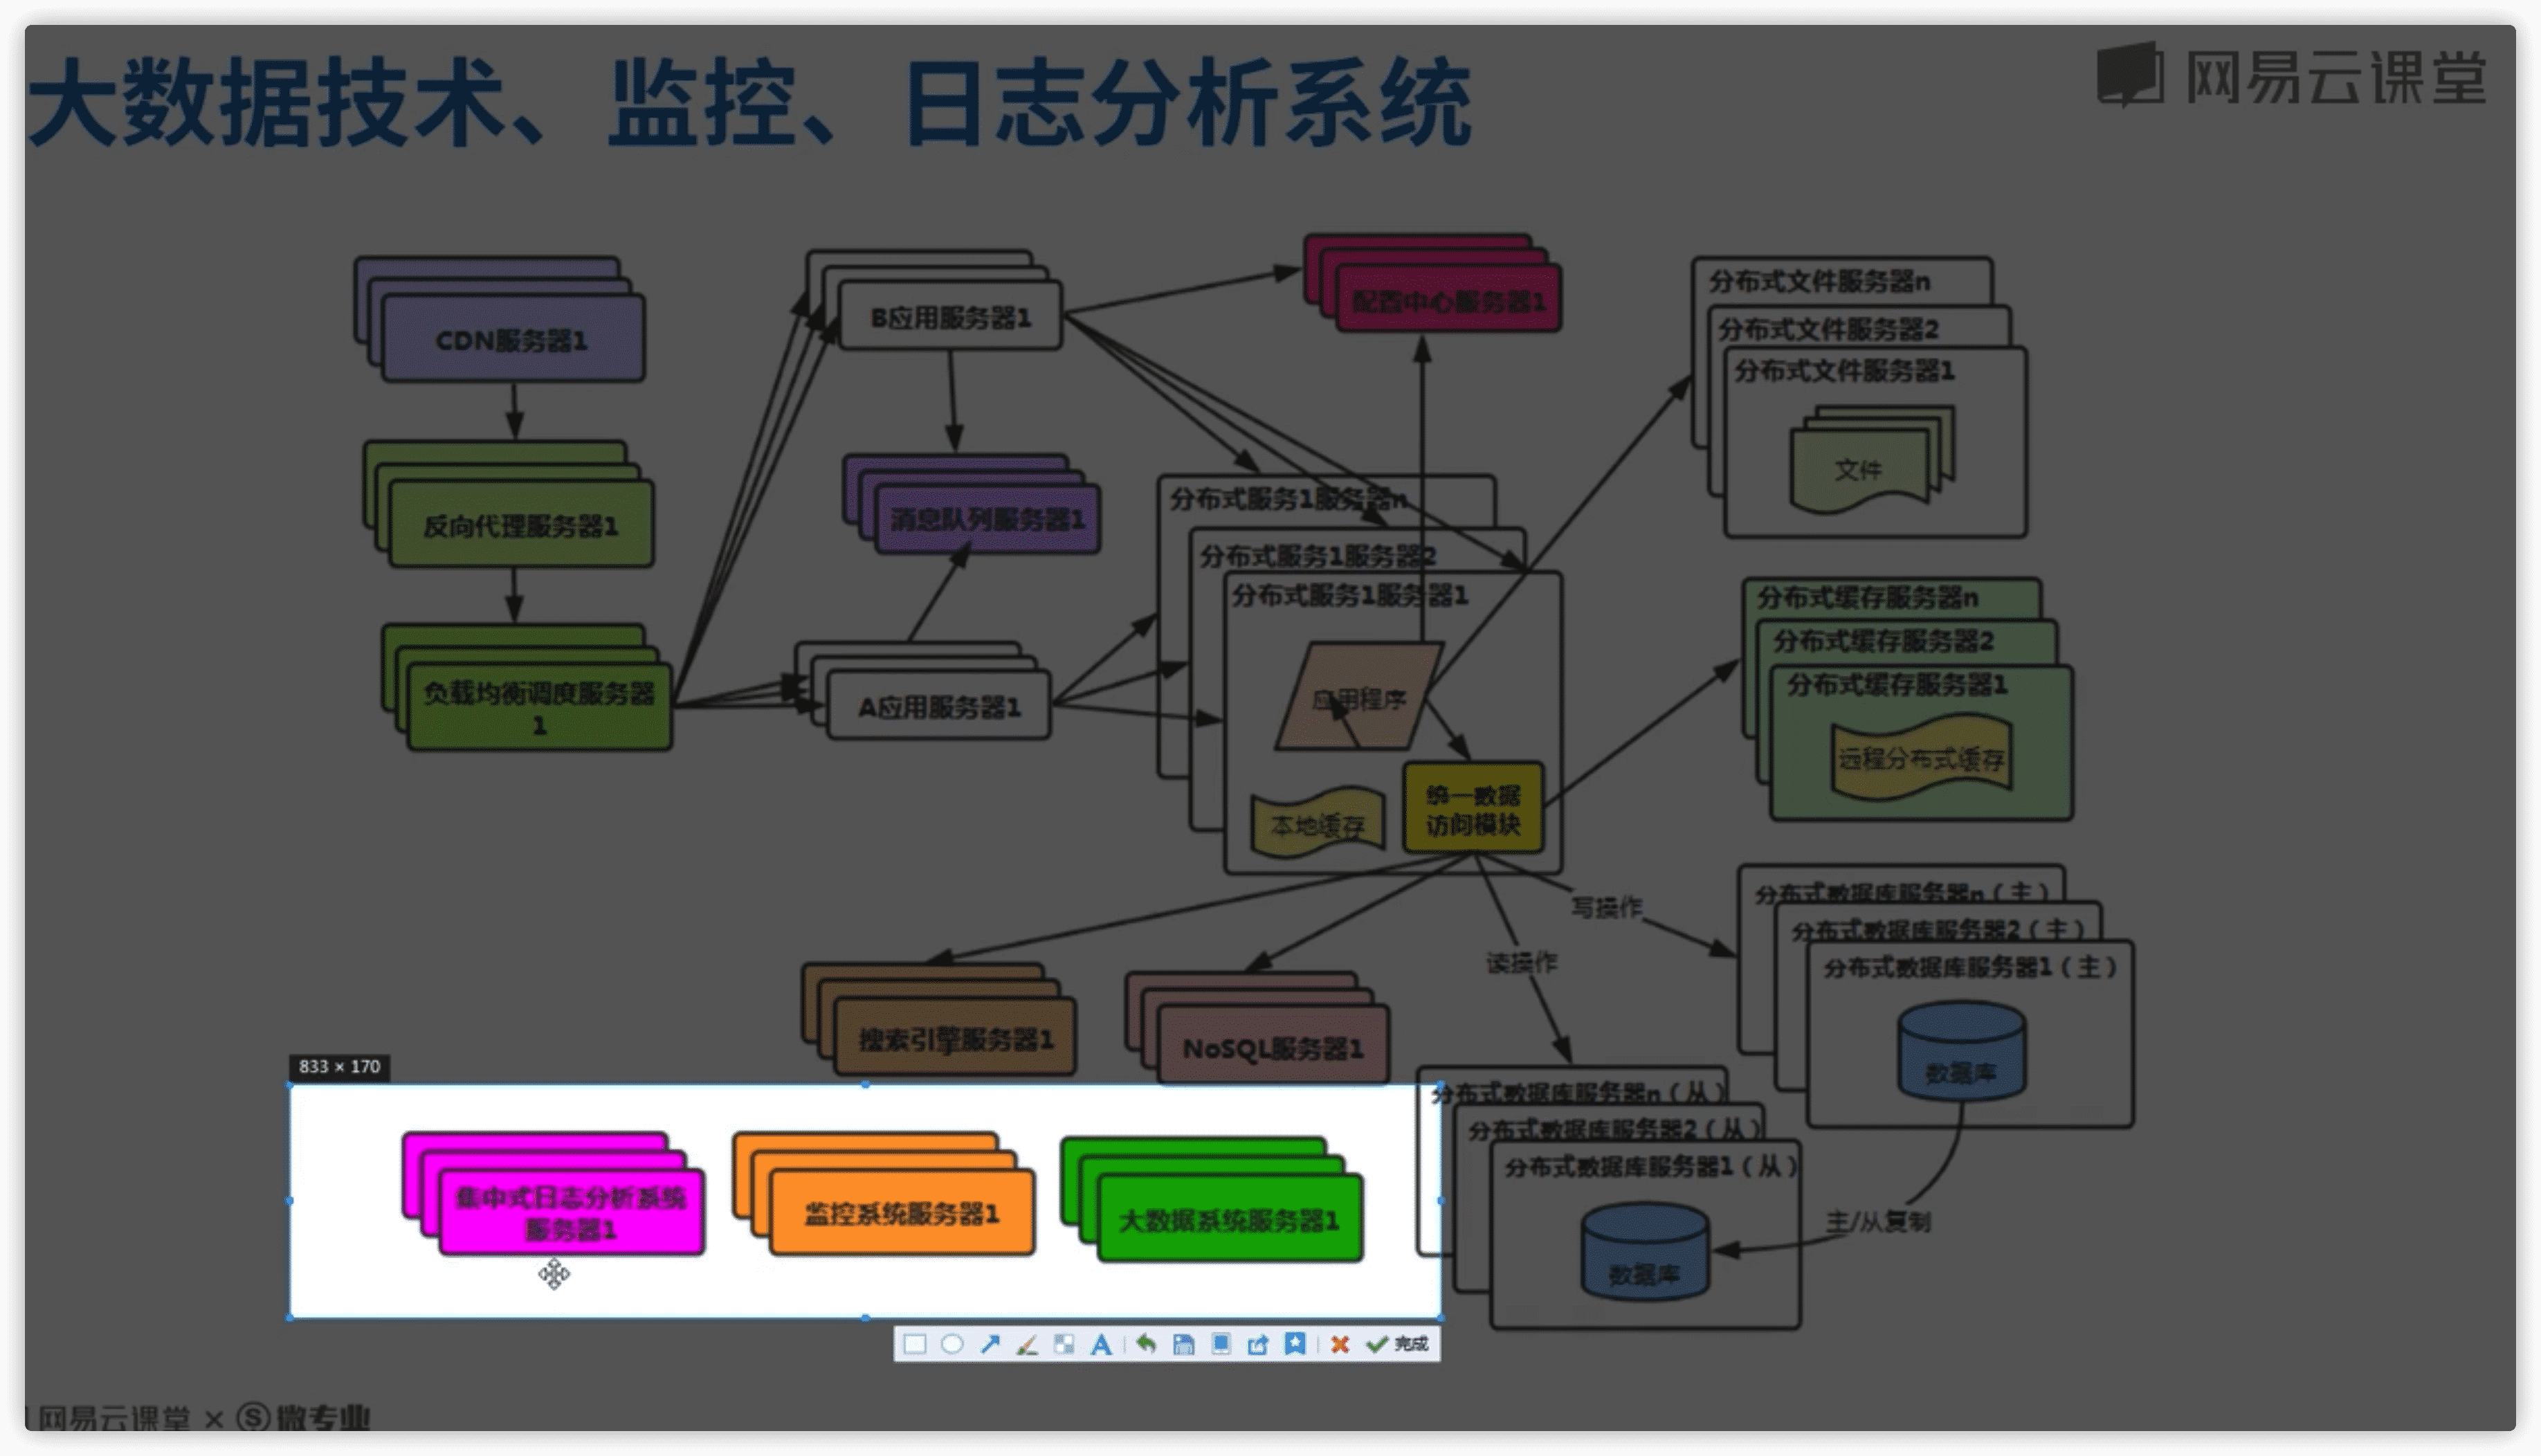 大数据技术、监控、日志分析系统
网易云课堂
CDN服务器1
反向代理服务器1
负载均衡调度服务器
1
B应用服务器1
消息队列服务器1
A应用服务器1
配置中心服务器1
分布式服务1服务器n
分布式服务1服务器2
分布式服务1服务器1
应用程序
本地缓存
统一数据
访问模块
分布式文件服务器n
分布式文件服务器2
分布式文件服务器1
文件
分布式缓存服务器n
分布式缓存服务器2
分布式缓存服务器1
远程分布式缓存
写操作
读操作
分布式数据库服务器n（主）
分布式数据库服务器2（主）
分布式数据库服务器1（主）
数据库
搜索引擎服务器1
NoSQL服务器1
分布式数据库服务器n（从）
分布式数据库服务器2（从）
分布式数据库服务器1（从）
数据库
主/从复制
833 × 170
集中式日志分析系统
服务器1
监控系统服务器1
大数据系统服务器1
完成
网易云课堂 × 微专业